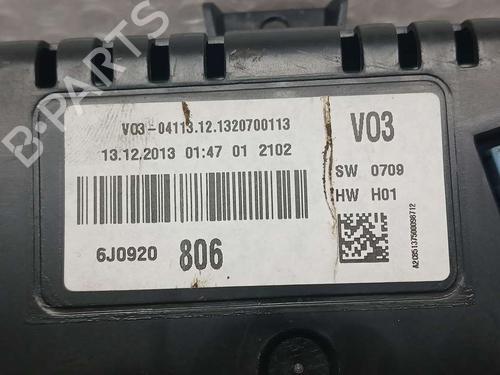 V03-04113.12.1320700113
13.12.2013 01:47 01 2102
V03
SW 0709
HW H01
6J0920 806
A2C85137500098712
B-PARTS